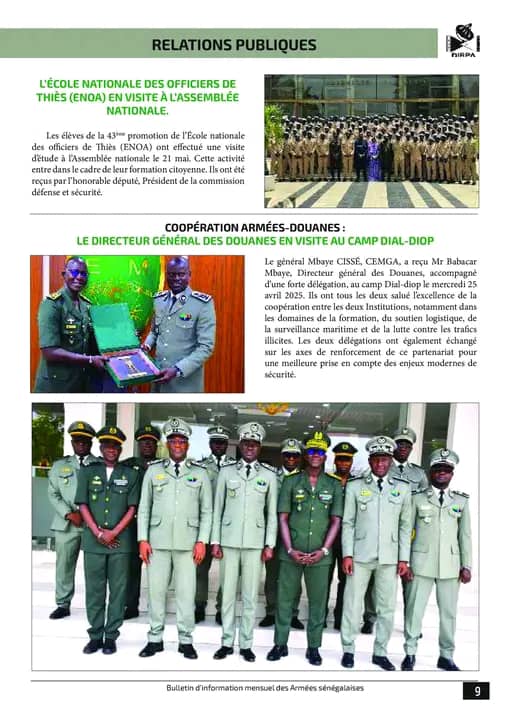 RELATIONS PUBLIQUES
DIRPA
L'ÉCOLE NATIONALE DES OFFICIERS DE
THIÈS (ENOA) EN VISITE À L'ASSEMBLÉE
NATIONALE.
Les élèves de la 43ème promotion de l'École nationale
des officiers de Thiès (ENOA) ont effectué une visite
d'étude à l'Assemblée nationale le 21 mai. Cette activité
entre dans le cadre de leur formation citoyenne. Ils ont été
reçus par l'honorable député, Président de la commission
défense et sécurité.
COOPÉRATION ARMÉES-DOUANES :
LE DIRECTEUR GÉNÉRAL DES DOUANES EN VISITE AU CAMP DIAL-DIOP
Le général Mbaye CISSÉ, CEMGA, a reçu Mr Babacar
Mbaye, Directeur général des Douanes, accompagné
d'une forte délégation, au camp Dial-diop le mercredi 25
avril 2025. Ils ont tous les deux salué l'excellence de la
coopération entre les deux Institutions, notamment dans
les domaines de la formation, du soutien logistique, de
la surveillance maritime et de la lutte contre les trafics
illicites. Les deux délégations ont également échangé
sur les axes de renforcement de ce partenariat pour
une meilleure prise en compte des enjeux modernes de
sécurité.
Bulletin d'information mensuel des Armées sénégalaises
9